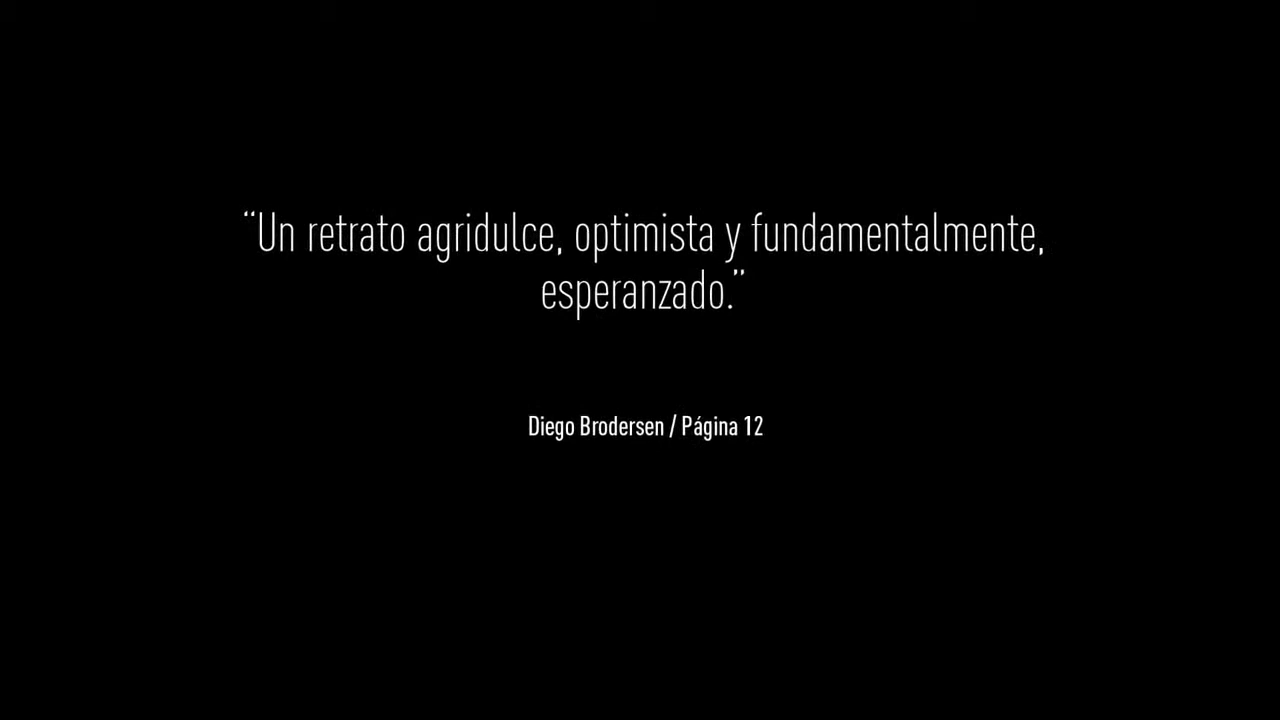 “Un retrato agridulce, optimista y fundamentalmente,
esperanzado.”
Diego Brodersen / Página 12